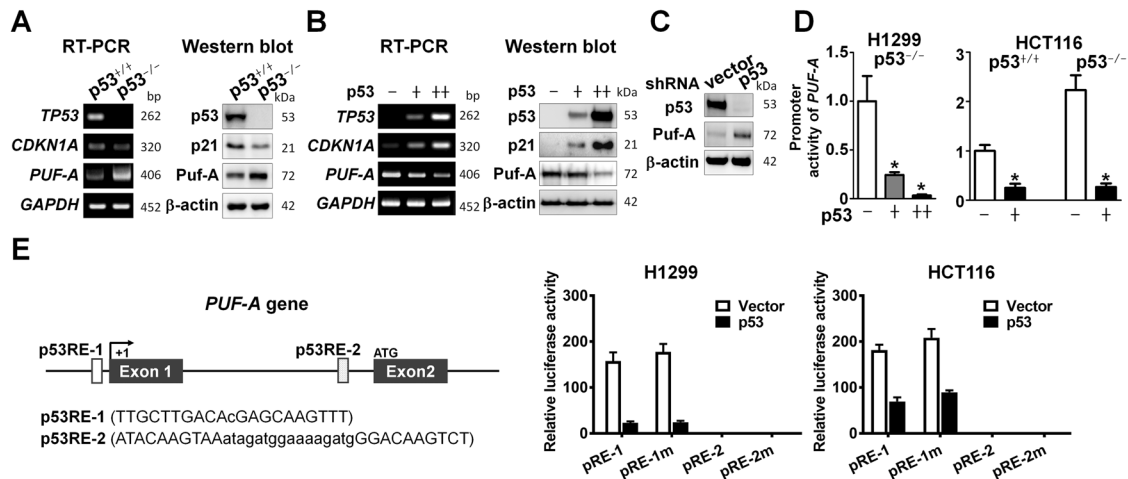 A
RT-PCR
p53+/+ p53−/− bp
TP53 262
CDKN1A 320
PUF-A 406
GAPDH 452
Western blot
p53+/+ p53−/− kDa
p53 53
p21 21
Puf-A 72
β-actin 42
B
RT-PCR
p53 − + ++ bp
TP53 262
CDKN1A 320
PUF-A 406
GAPDH 452
Western blot
p53 − + ++ kDa
p53 53
p21 21
Puf-A 72
β-actin 42
C
shRNA vector p53 kDa
p53 53
Puf-A 72
β-actin 42
D
Promoter
activity of PUF-A
H1299
p53−/−
1.5
1.0
0.5
0.0
* *
p53 − + ++
HCT116
p53+/+ p53−/−
3
2
1
0
* *
− + − +
E
PUF-A gene
p53RE-1 +1 p53RE-2 ATG
Exon 1 Exon2
p53RE-1 (TTGCTTGACAcGAGCAAGTTT)
p53RE-2 (ATACAAGTAAatagatggaaaagatgGGACAAGTCT)
H1299
Relative luciferase activity
300
200
100
0
Vector
p53
pRE-1 pRE-1m pRE-2 pRE-2m
HCT116
Relative luciferase activity
300
200
100
0
Vector
p53
pRE-1 pRE-1m pRE-2 pRE-2m